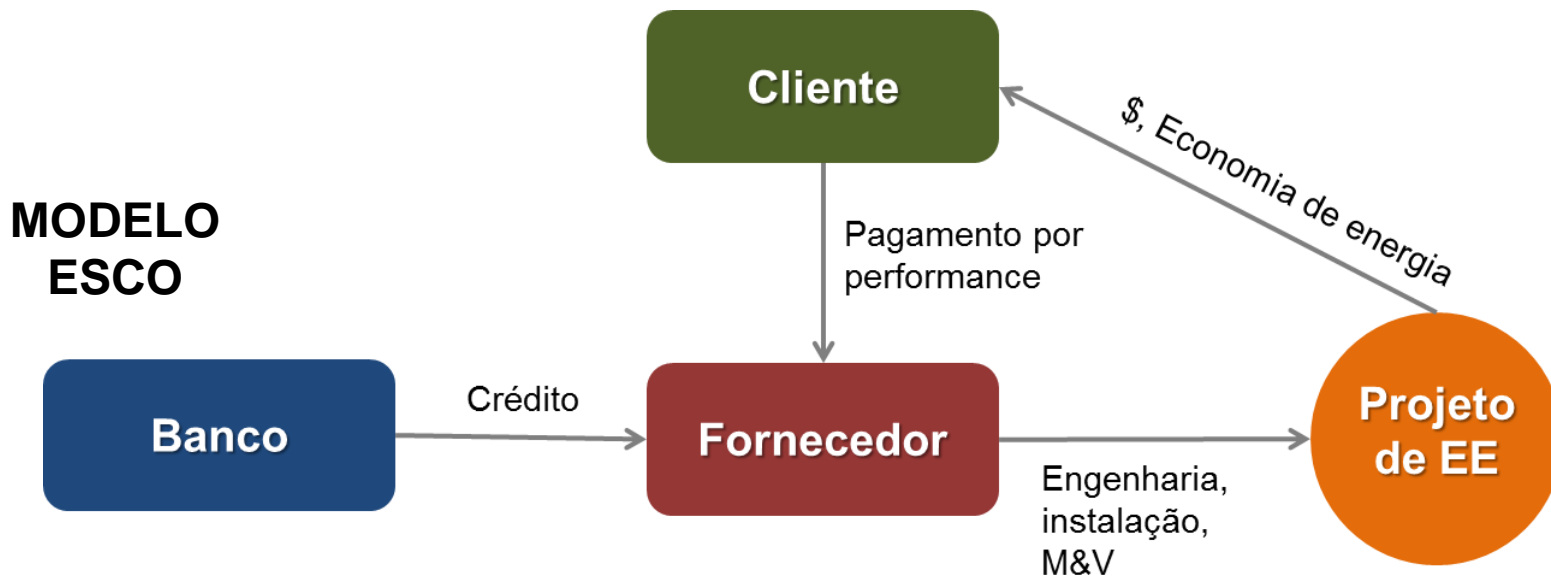 Cliente
$, Economia de energia
MODELO
ESCO
Pagamento por
performance
Banco
Crédito
Fornecedor
Projeto
de EE
Engenharia,
instalação,
M&V